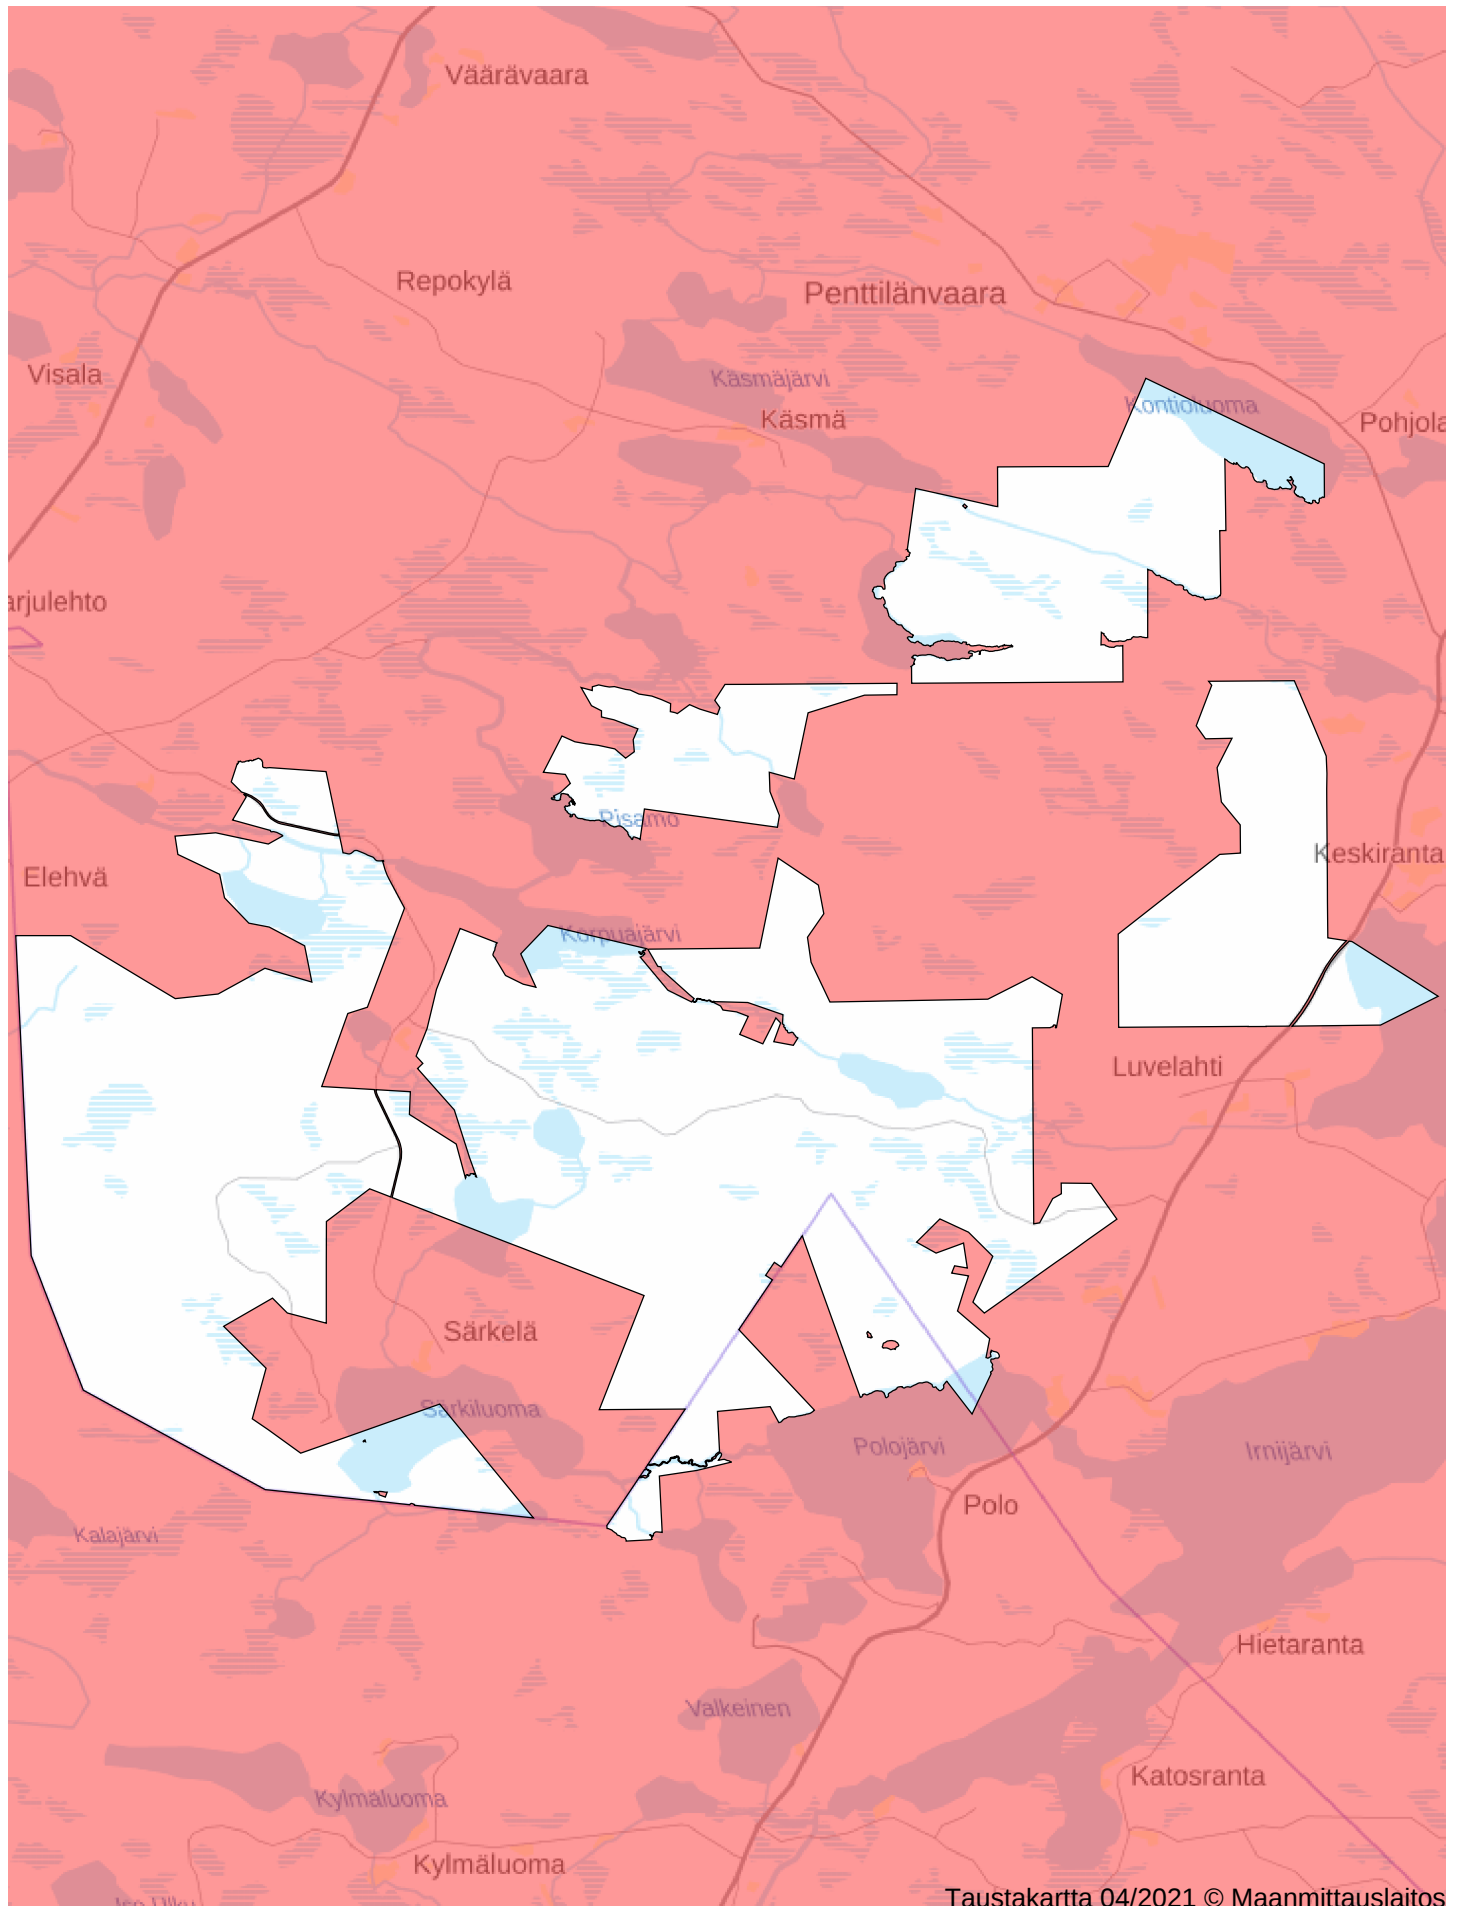 Väärävaara
Repokylä
Penttilänvaara
Visala
Käsmäjärvi
Käsmä
Kontioluoma
Pohjola
arjulehto
Pisamo
Keskiranta
Elehvä
Korpuajärvi
Luvelahti
Särkelä
Särkiluoma
Polojärvi
Irnijärvi
Polo
Kalajärvi
Hietaranta
Valkeinen
Katosranta
Kylmäluoma
Kylmäluoma
Taustakartta 04/2021 © Maanmittauslaitos